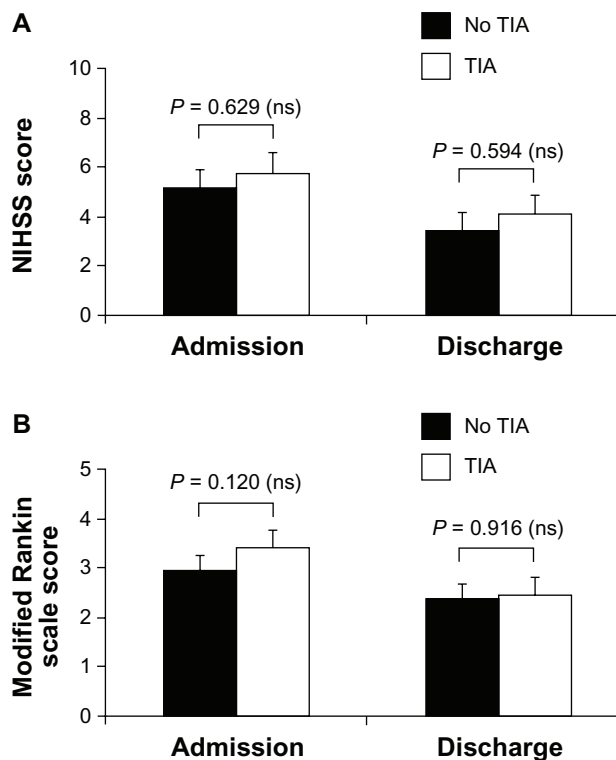 A
No TIA
TIA
NIHSS score
10
8
6
4
2
0
P = 0.629 (ns)
P = 0.594 (ns)
Admission
Discharge
B
No TIA
TIA
Modified Rankin
scale score
5
4
3
2
1
0
P = 0.120 (ns)
P = 0.916 (ns)
Admission
Discharge